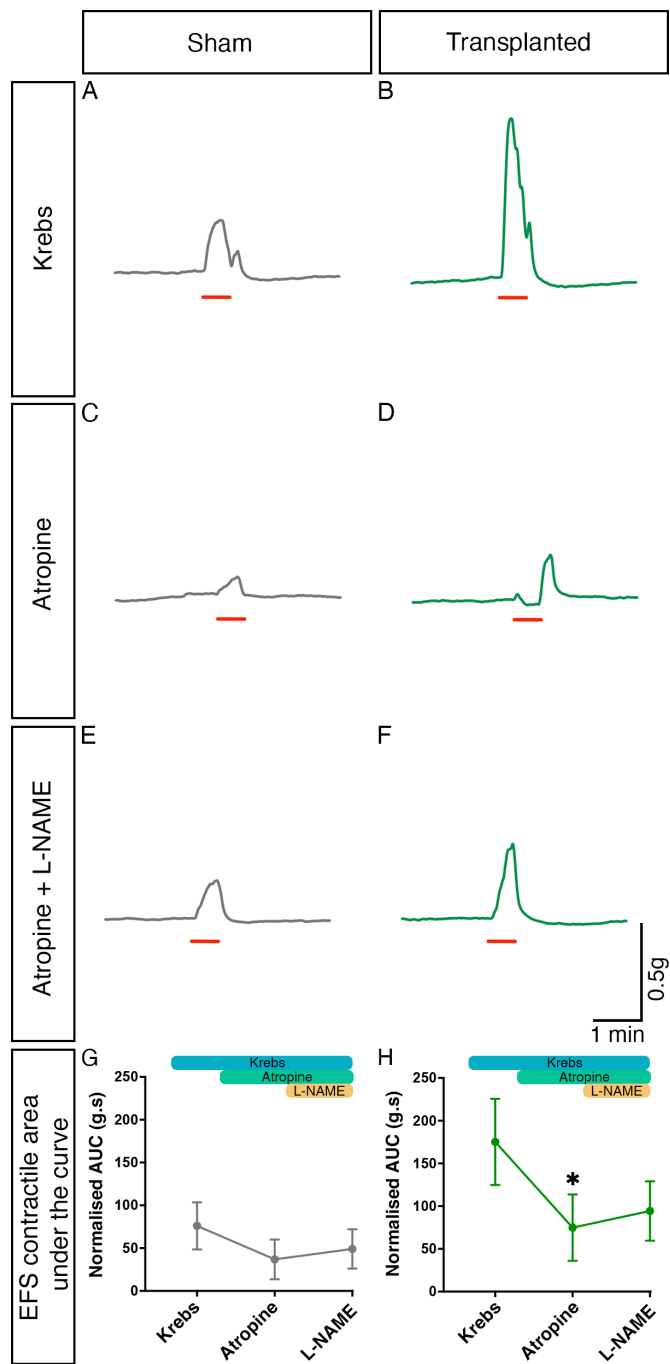 Sham
Transplanted
Krebs
A
B
Atropine
C
D
Atropine + L-NAME
E
F
0.5g
1 min
EFS contractile area
under the curve
G
Krebs
Atropine
L-NAME
Normalised AUC (g.s)
250
200
150
100
50
0
Krebs
Atropine
L-NAME
H
Krebs
Atropine
L-NAME
Normalised AUC (g.s)
250
200
150
100
50
0
*
Krebs
Atropine
L-NAME